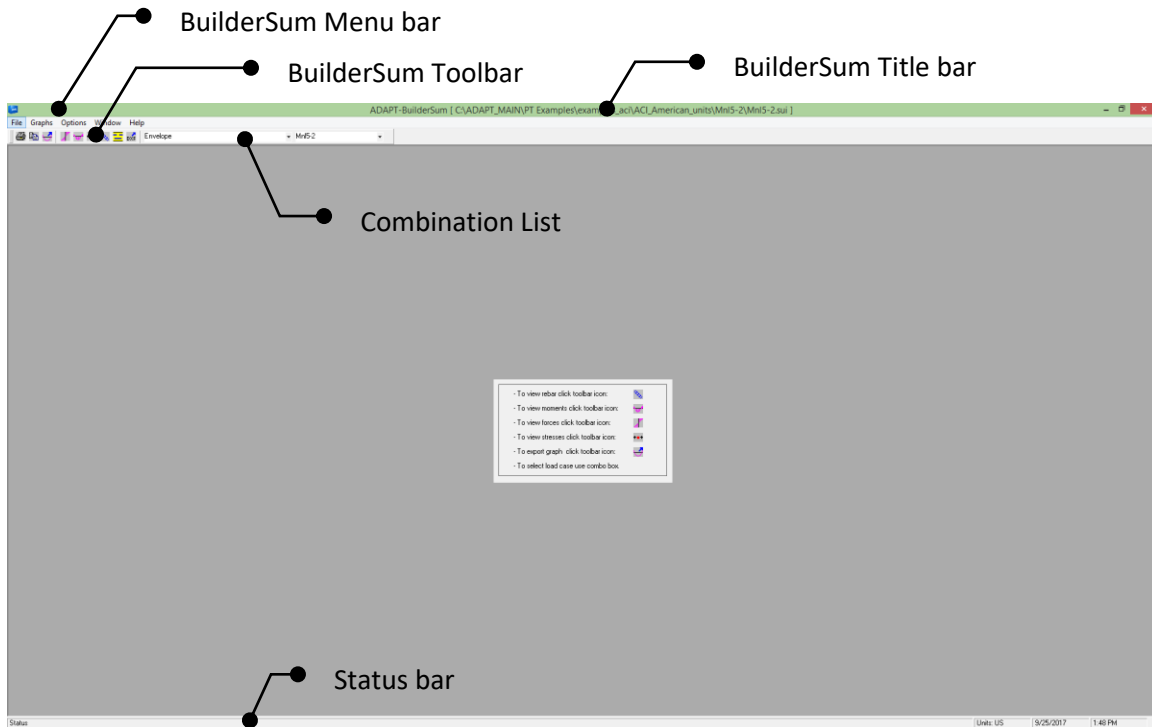 BuilderSum Menu bar
BuilderSum Toolbar
BuilderSum Title bar
ADAPT-BuilderSum [ C:\ADAPT_MAIN\PT Examples\exam _aci\ACI_American_units\Mnl5-2\Mnl5-2.sui ]
File Graphs Options Window Help
Envelope Mnl5-2
Combination List
- To view rebar click toolbar icon:
- To view moments click toolbar icon:
- To view forces click toolbar icon:
- To view stresses click toolbar icon:
- To export graph click toolbar icon:
- To select load case use combo box.
Status bar
Status Units: US 9/25/2017 1:48 PM